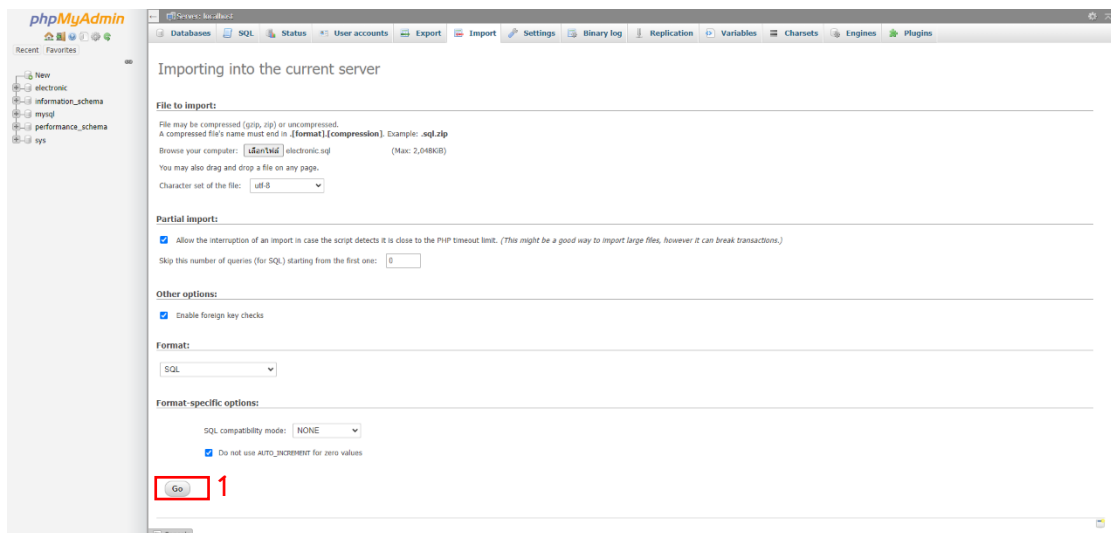 phpMyAdmin
Recent Favorites
New
electronic
information_schema
mysql
performance_schema
sys
Server: localhost
Databases SQL Status User accounts Export Import Settings Binary log Replication Variables Charsets Engines Plugins
Importing into the current server
File to import:
File may be compressed (gzip, zip) or uncompressed.
A compressed file's name must end in .[format].[compression]. Example: .sql.zip
Browse your computer: เลือกไฟล์ electronic.sql (Max: 2,048KiB)
You may also drag and drop a file on any page.
Character set of the file: utf-8
Partial import:
Allow the interruption of an import in case the script detects it is close to the PHP timeout limit. (This might be a good way to import large files, however it can break transactions.)
Skip this number of queries (for SQL) starting from the first one: 0
Other options:
Enable foreign key checks
Format:
SQL
Format-specific options:
SQL compatibility mode: NONE
Do not use AUTO_INCREMENT for zero values
Go 1